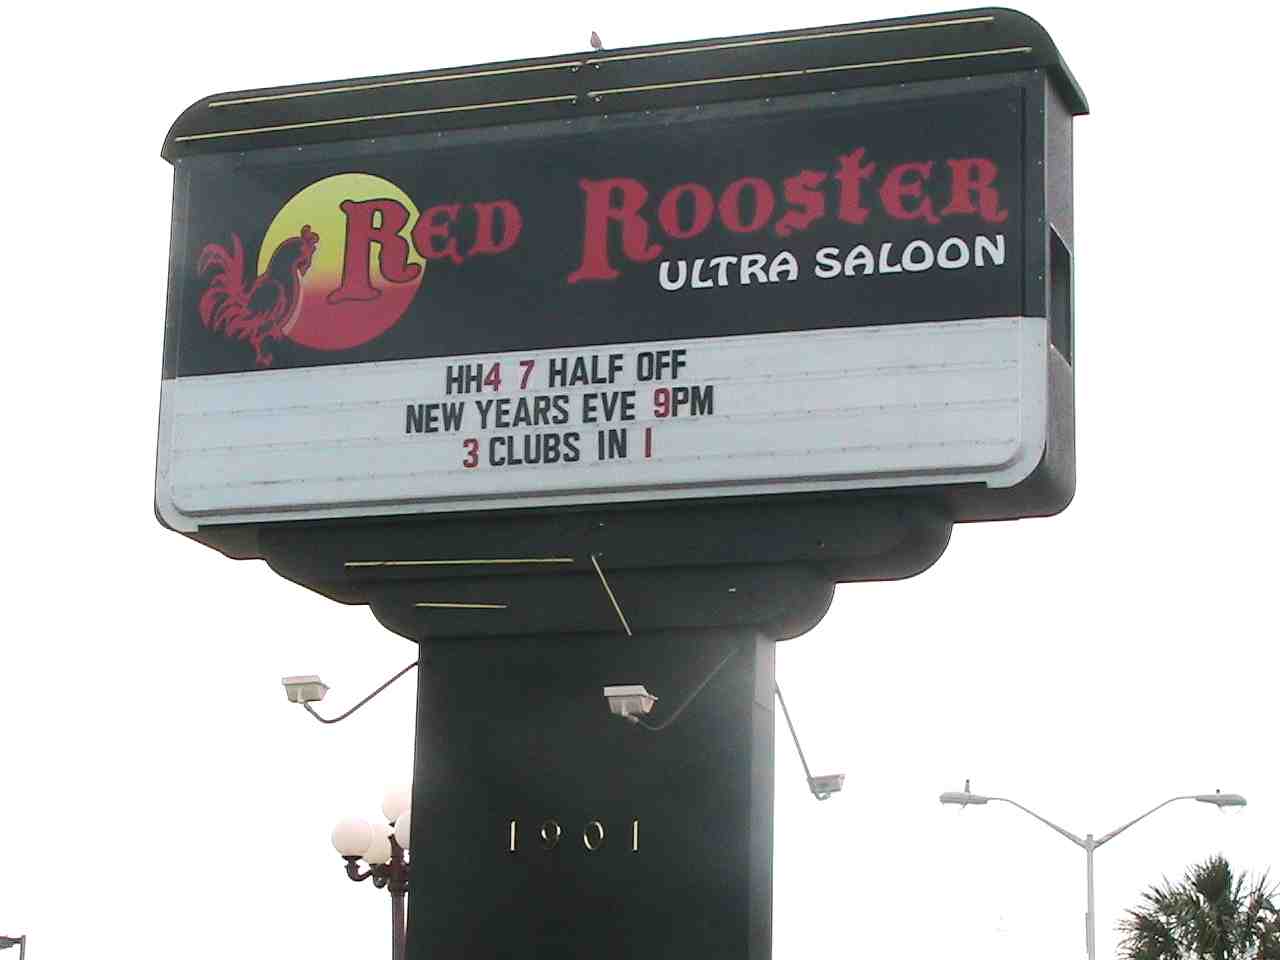 RED ROOSTER
ULTRA SALOON
HH4 7 HALF OFF
NEW YEARS EVE 9PM
3 CLUBS IN 1
1901